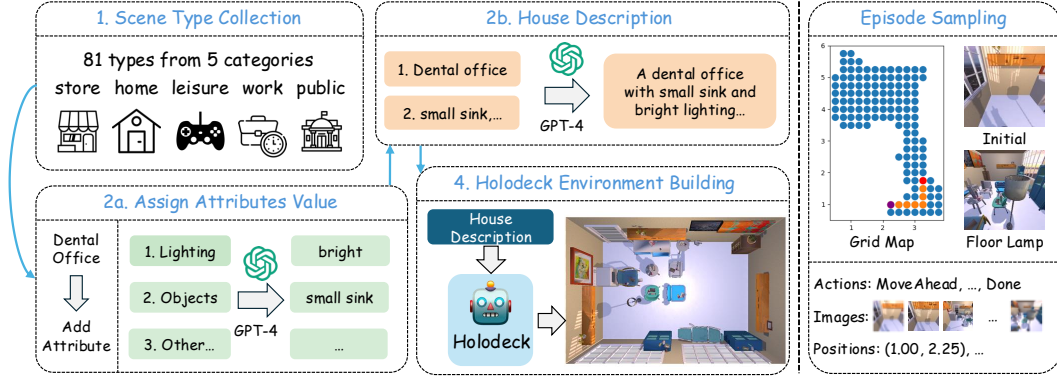 1. Scene Type Collection
81 types from 5 categories
store home leisure work public
2a. Assign Attributes Value
Dental
Office
Add
Attribute
1. Lighting
2. Objects
3. Other...
GPT-4
bright
small sink
...
2b. House Description
1. Dental office
2. small sink,...
GPT-4
A dental office
with small sink and
bright lighting...
4. Holodeck Environment Building
House
Description
Holodeck
Episode Sampling
6
5
4
3
2
1
1 2 3
Grid Map
Initial
Floor Lamp
Actions: MoveAhead, ..., Done
Images: ...
Positions: (1.00, 2.25), ...